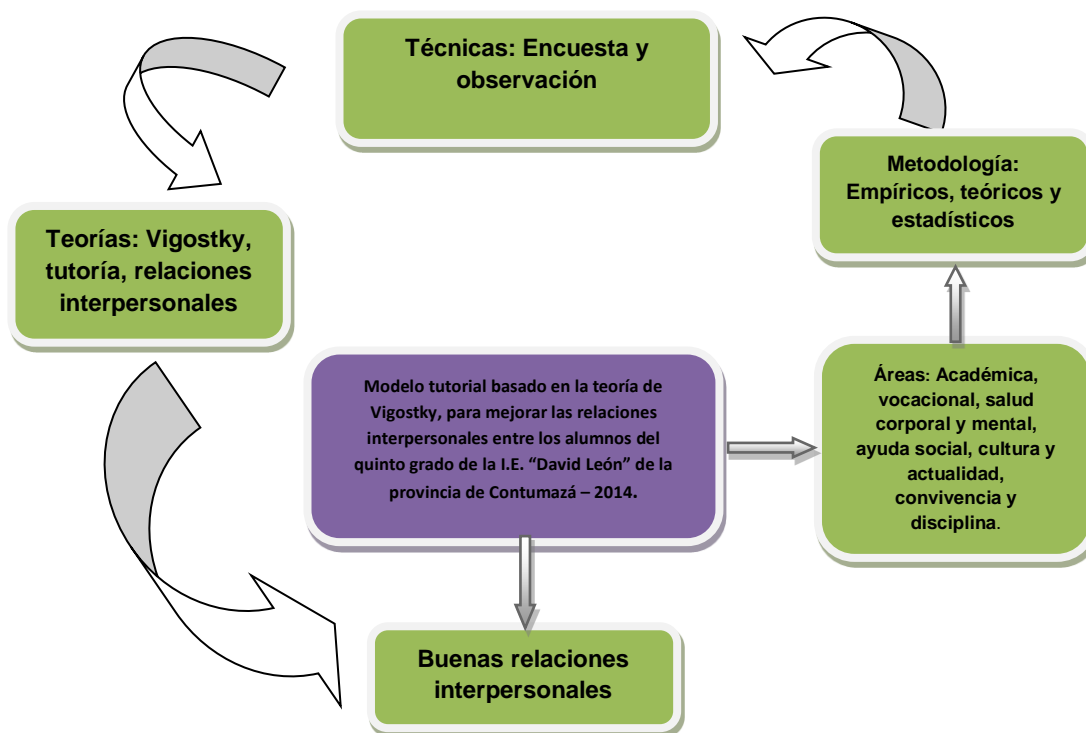 Técnicas: Encuesta y
observación
Metodología:
Empíricos, teóricos y
estadísticos
Teorías: Vigostky,
tutoría, relaciones
interpersonales
Modelo tutorial basado en la teoría de
Vigostky, para mejorar las relaciones
interpersonales entre los alumnos del
quinto grado de la I.E. “David León” de la
provincia de Contumazá – 2014.
Áreas: Académica,
vocacional, salud
corporal y mental,
ayuda social, cultura y
actualidad,
convivencia y
disciplina.
Buenas relaciones
interpersonales